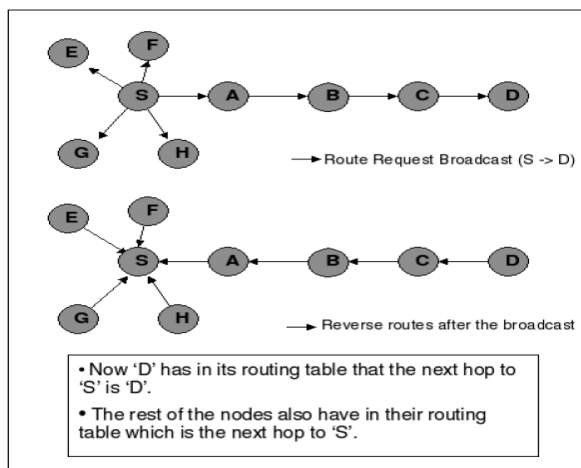 E
F
S
A
B
C
D
G
H
Route Request Broadcast (S -> D)
E
F
S
A
B
C
D
G
H
Reverse routes after the broadcast
• Now ‘D’ has in its routing table that the next hop to
‘S’ is ‘D’.
• The rest of the nodes also have in their routing
table which is the next hop to ‘S’.